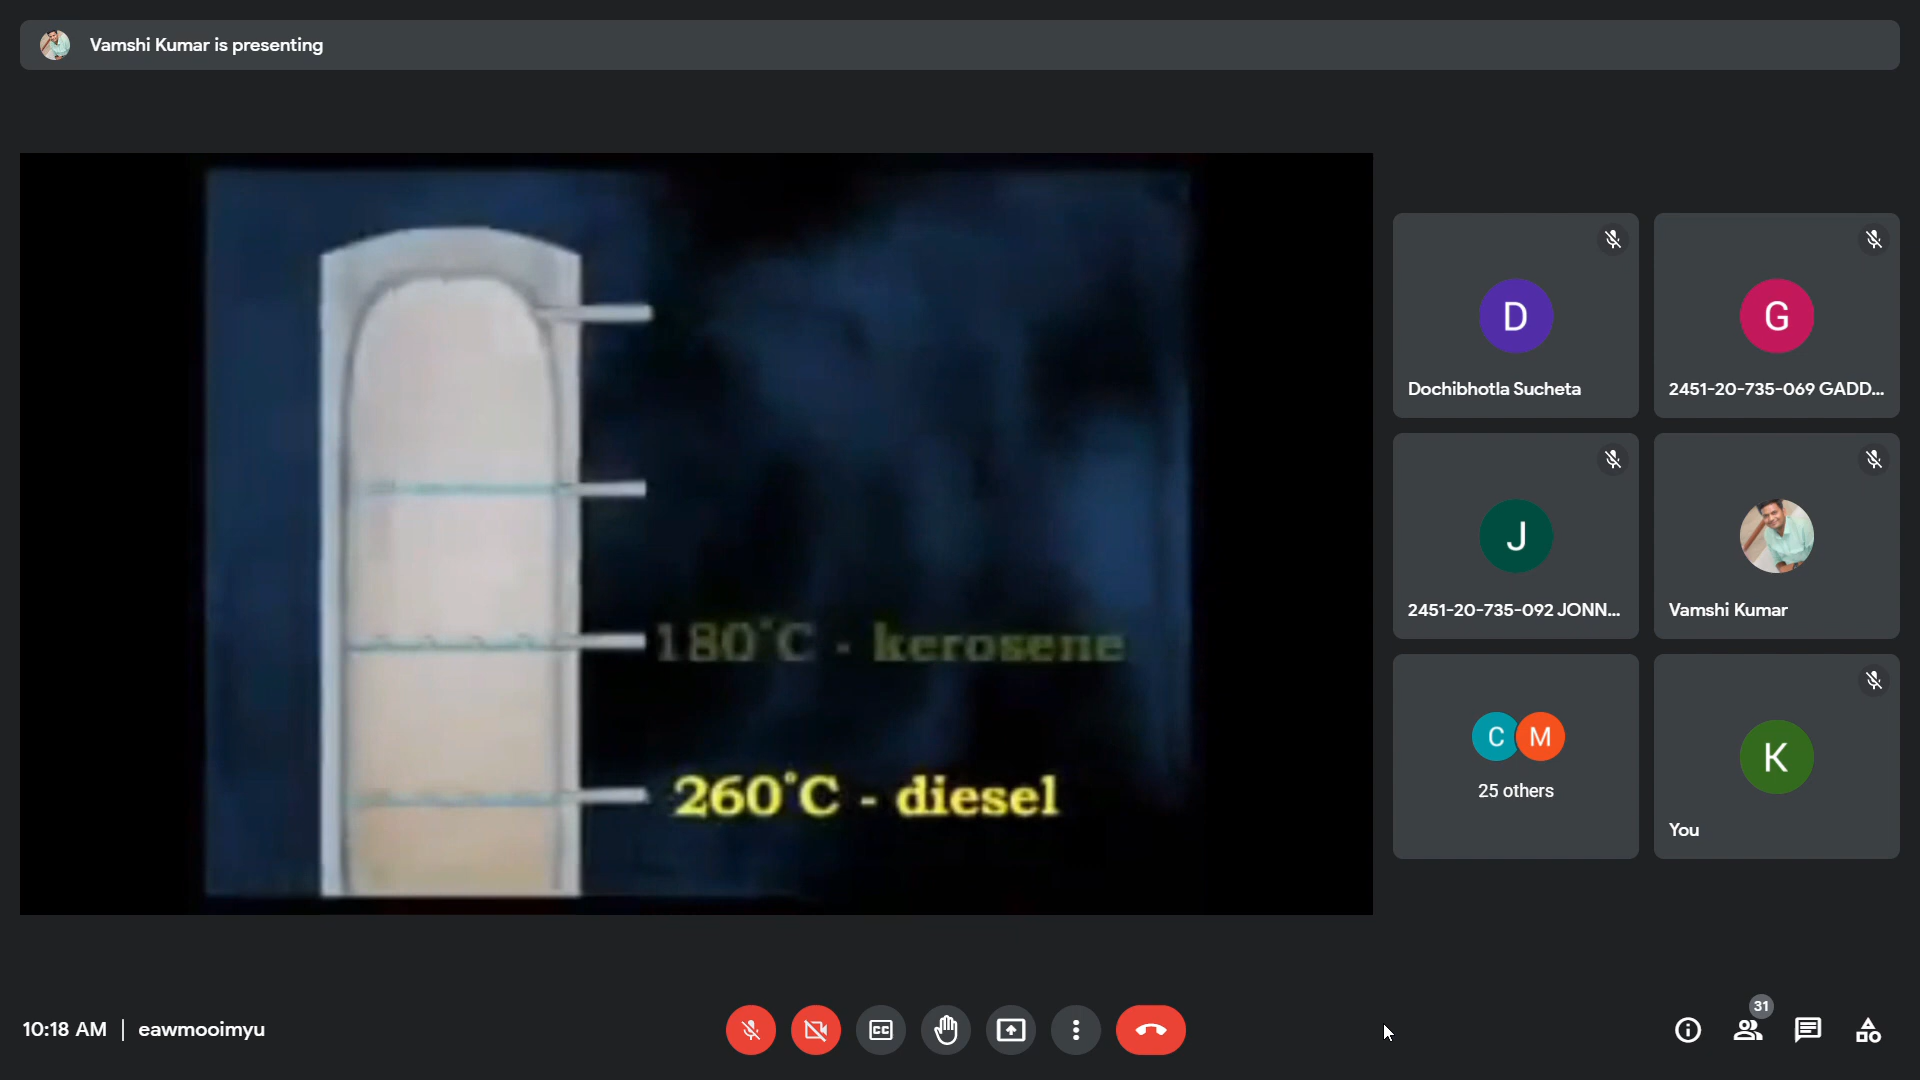 Vamshi Kumar is presenting
180°C - kerosene
260°C - diesel
D
Dochibhotla Sucheta
G
2451-20-735-069 GADD...
J
2451-20-735-092 JONN...
Vamshi Kumar
C M
25 others
K
You
10:18 AM | eawmooimyu
CC
31